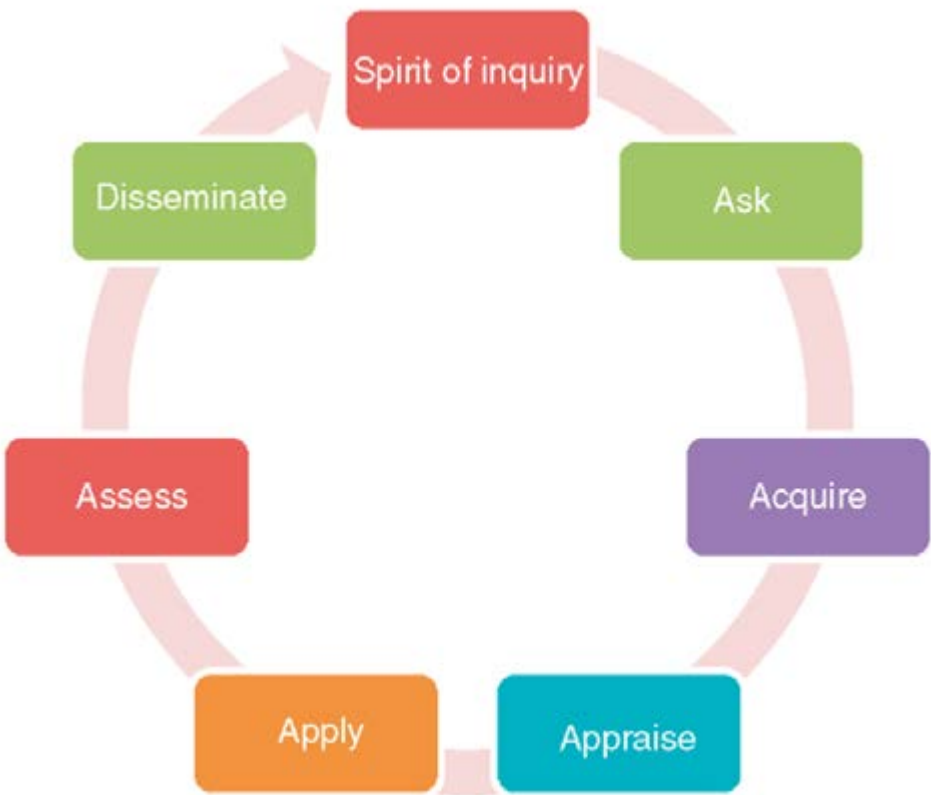 Spirit of inquiry
Ask
Acquire
Appraise
Apply
Assess
Disseminate